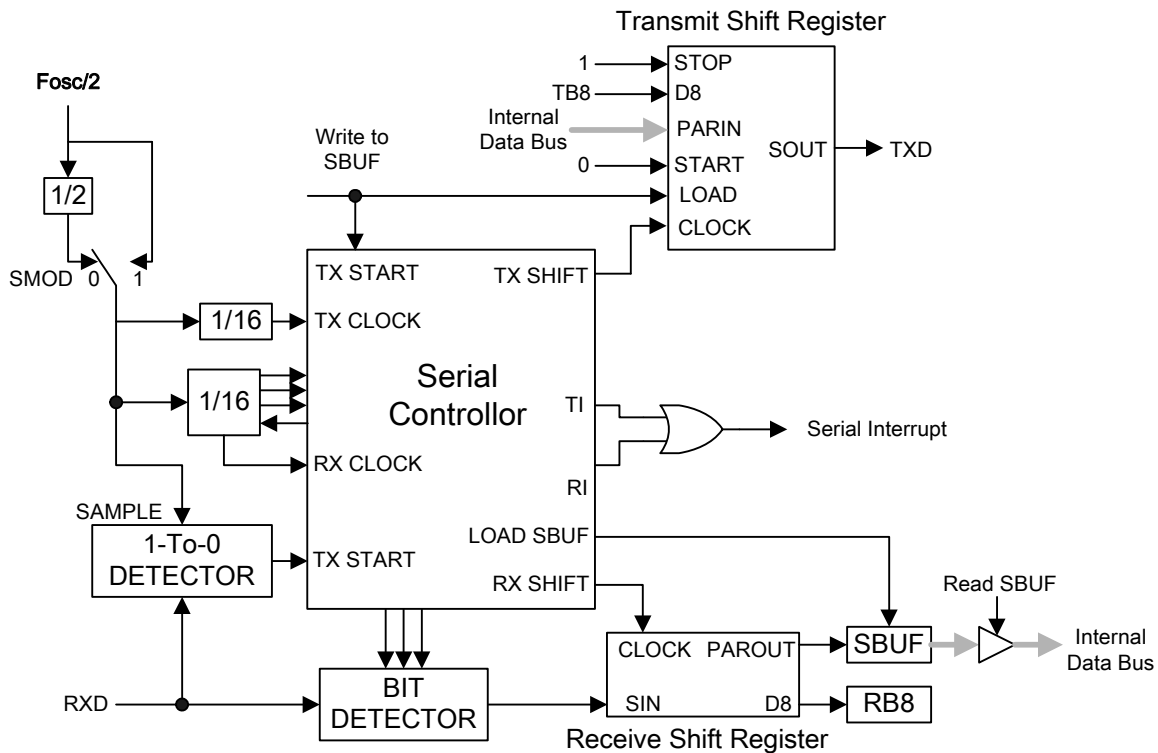 Transmit Shift Register
Fosc/2
1/2
SMOD 0 1
Write to
SBUF
1
TB8
Internal
Data Bus
0
STOP
D8
PARIN
START
LOAD
CLOCK
SOUT
TXD
TX START
TX SHIFT
1/16
TX CLOCK
1/16
Serial
Controllor
TI
Serial Interrupt
RX CLOCK
RI
SAMPLE
1-To-0
DETECTOR
TX START
LOAD SBUF
RX SHIFT
Read SBUF
CLOCK PAROUT
SBUF
Internal
Data Bus
RXD
BIT
DETECTOR
SIN D8
RB8
Receive Shift Register